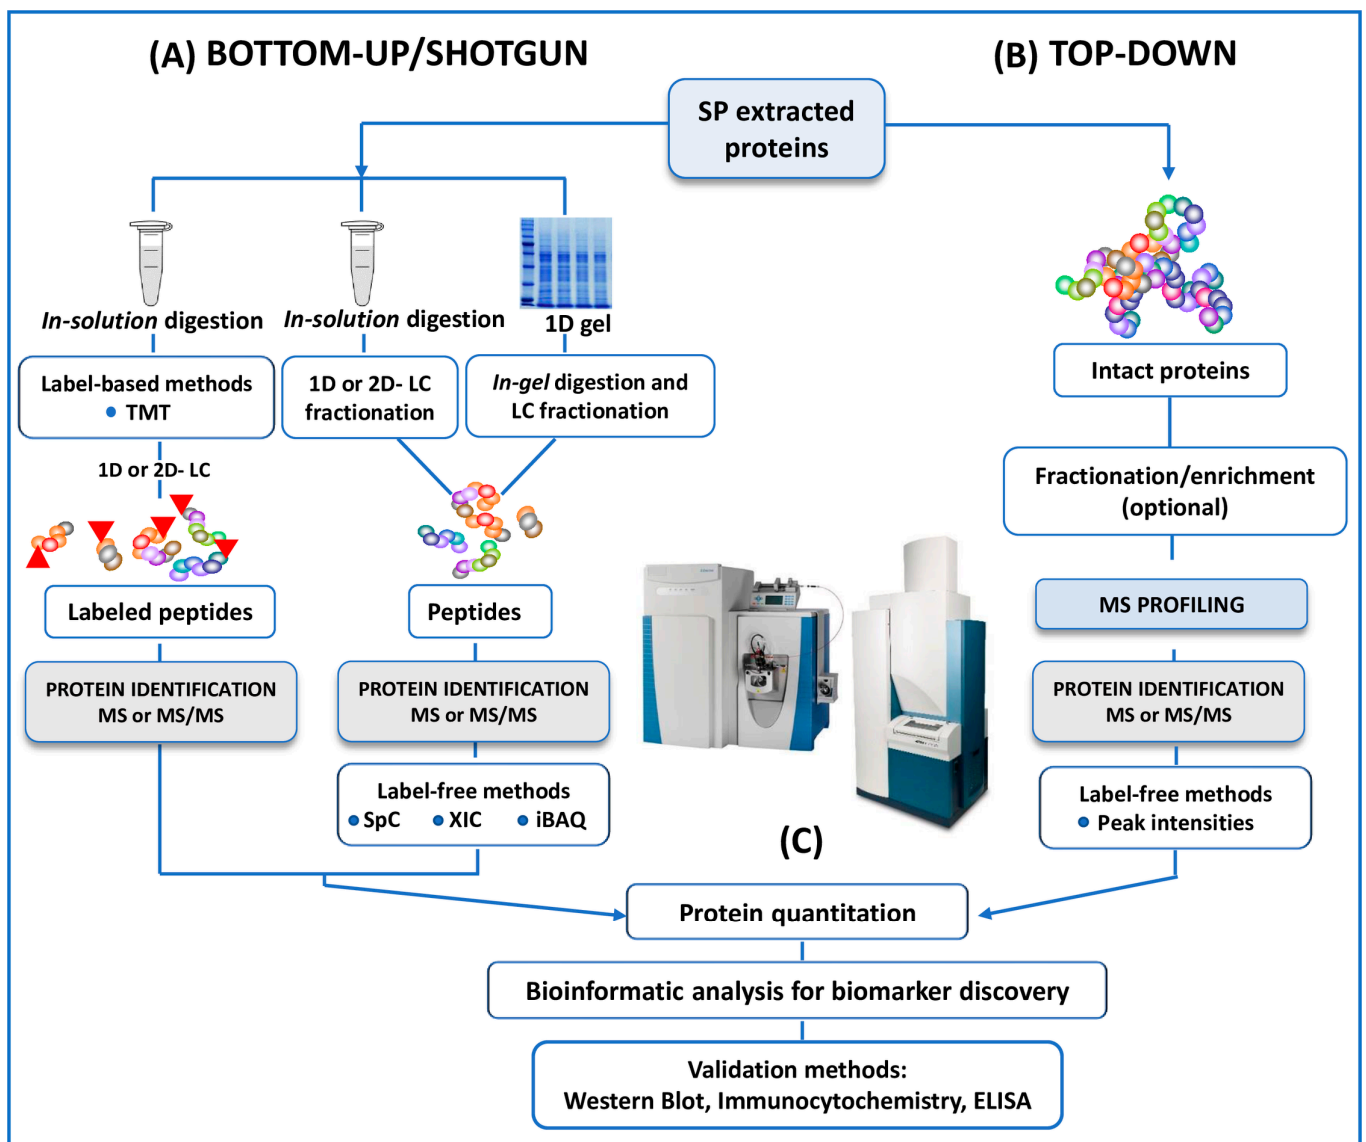 (A) BOTTOM-UP/SHOTGUN
(B) TOP-DOWN
SP extracted
proteins
In-solution digestion
In-solution digestion
1D gel
Label-based methods
• TMT
1D or 2D- LC
fractionation
In-gel digestion and
LC fractionation
1D or 2D- LC
Labeled peptides
Peptides
PROTEIN IDENTIFICATION
MS or MS/MS
PROTEIN IDENTIFICATION
MS or MS/MS
Label-free methods
• SpC • XIC • iBAQ
Intact proteins
Fractionation/enrichment
(optional)
MS PROFILING
PROTEIN IDENTIFICATION
MS or MS/MS
Label-free methods
• Peak intensities
(C)
Protein quantitation
Bioinformatic analysis for biomarker discovery
Validation methods:
Western Blot, Immunocytochemistry, ELISA